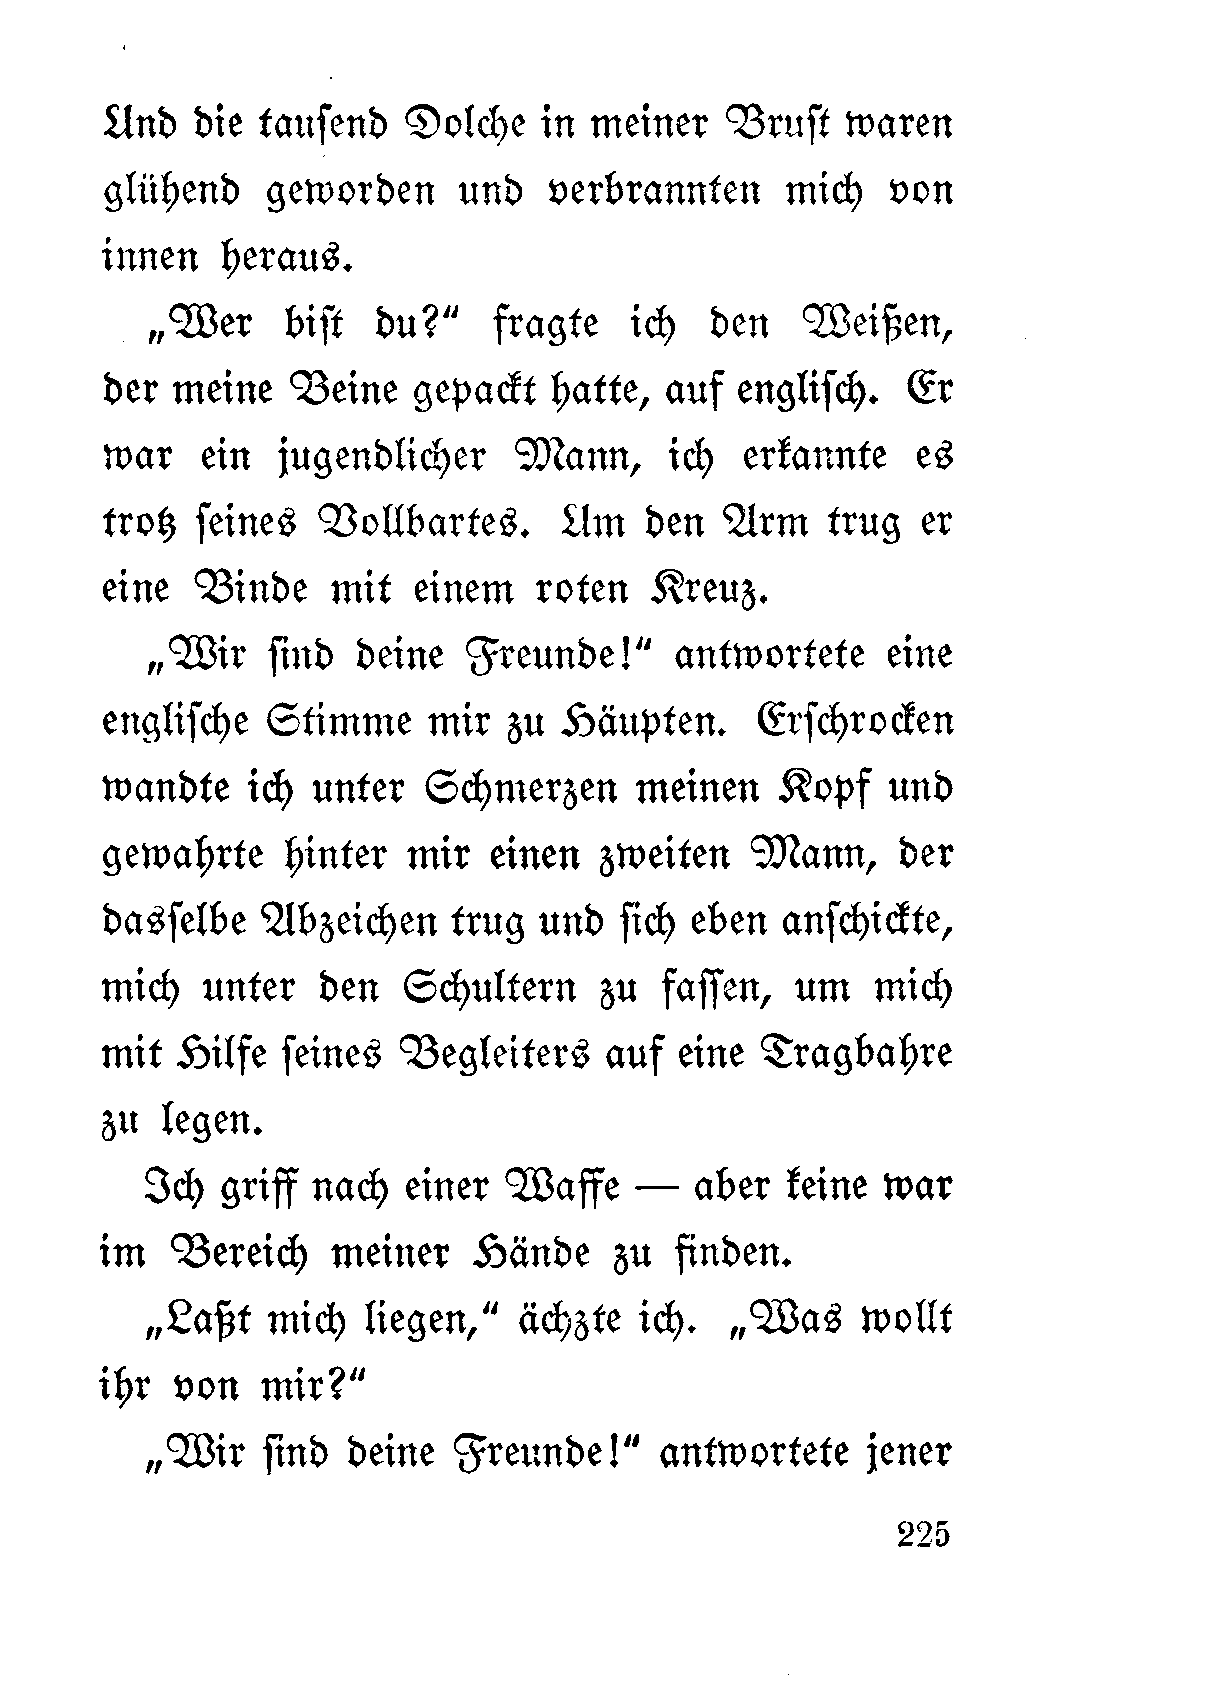 Und die tauſend Dolche in meiner Bruſt waren
glühend geworden und verbrannten mich von
innen heraus.
„Wer biſt du?“ fragte ich den Weißen,
der meine Beine gepackt hatte, auf engliſch. Er
war ein jugendlicher Mann, ich erkannte es
trotz ſeines Vollbartes. Um den Arm trug er
eine Binde mit einem roten Kreuz.
„Wir ſind deine Freunde!“ antwortete eine
engliſche Stimme mir zu Häupten. Erſchrocken
wandte ich unter Schmerzen meinen Kopf und
gewahrte hinter mir einen zweiten Mann, der
dasſelbe Abzeichen trug und ſich eben anſchickte,
mich unter den Schultern zu faſſen, um mich
mit Hilfe ſeines Begleiters auf eine Tragbahre
zu legen.
Ich griff nach einer Waffe — aber keine war
im Bereich meiner Hände zu finden.
„Laßt mich liegen,“ ächzte ich. „Was wollt
ihr von mir?“
„Wir ſind deine Freunde!“ antwortete jener
225